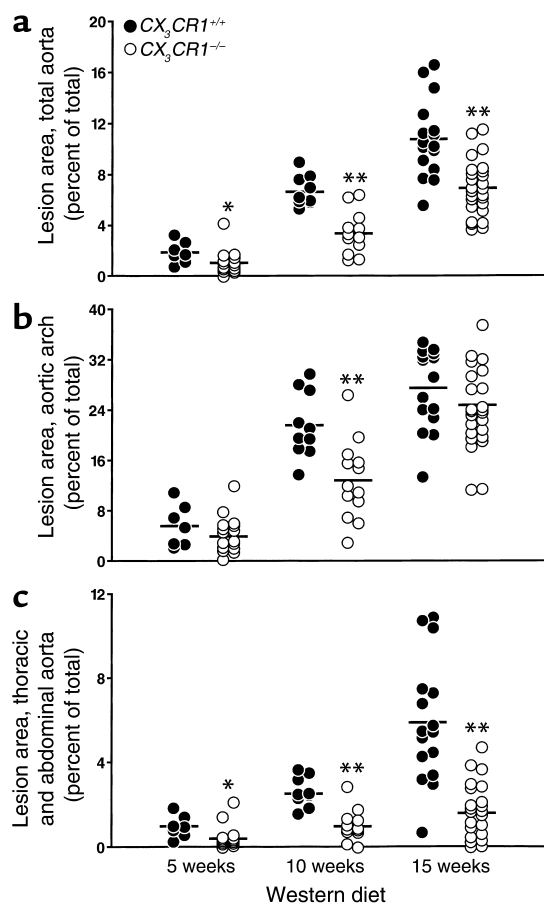 a
CX₃CR1⁺/⁺
CX₃CR1⁻/⁻
Lesion area, total aorta
(percent of total)
20
16
12
8
4
0
*
**
**
b
Lesion area, aortic arch
(percent of total)
40
32
24
16
8
0
**
c
Lesion area, thoracic
and abdominal aorta
(percent of total)
12
8
4
0
*
**
**
5 weeks
10 weeks
15 weeks
Western diet